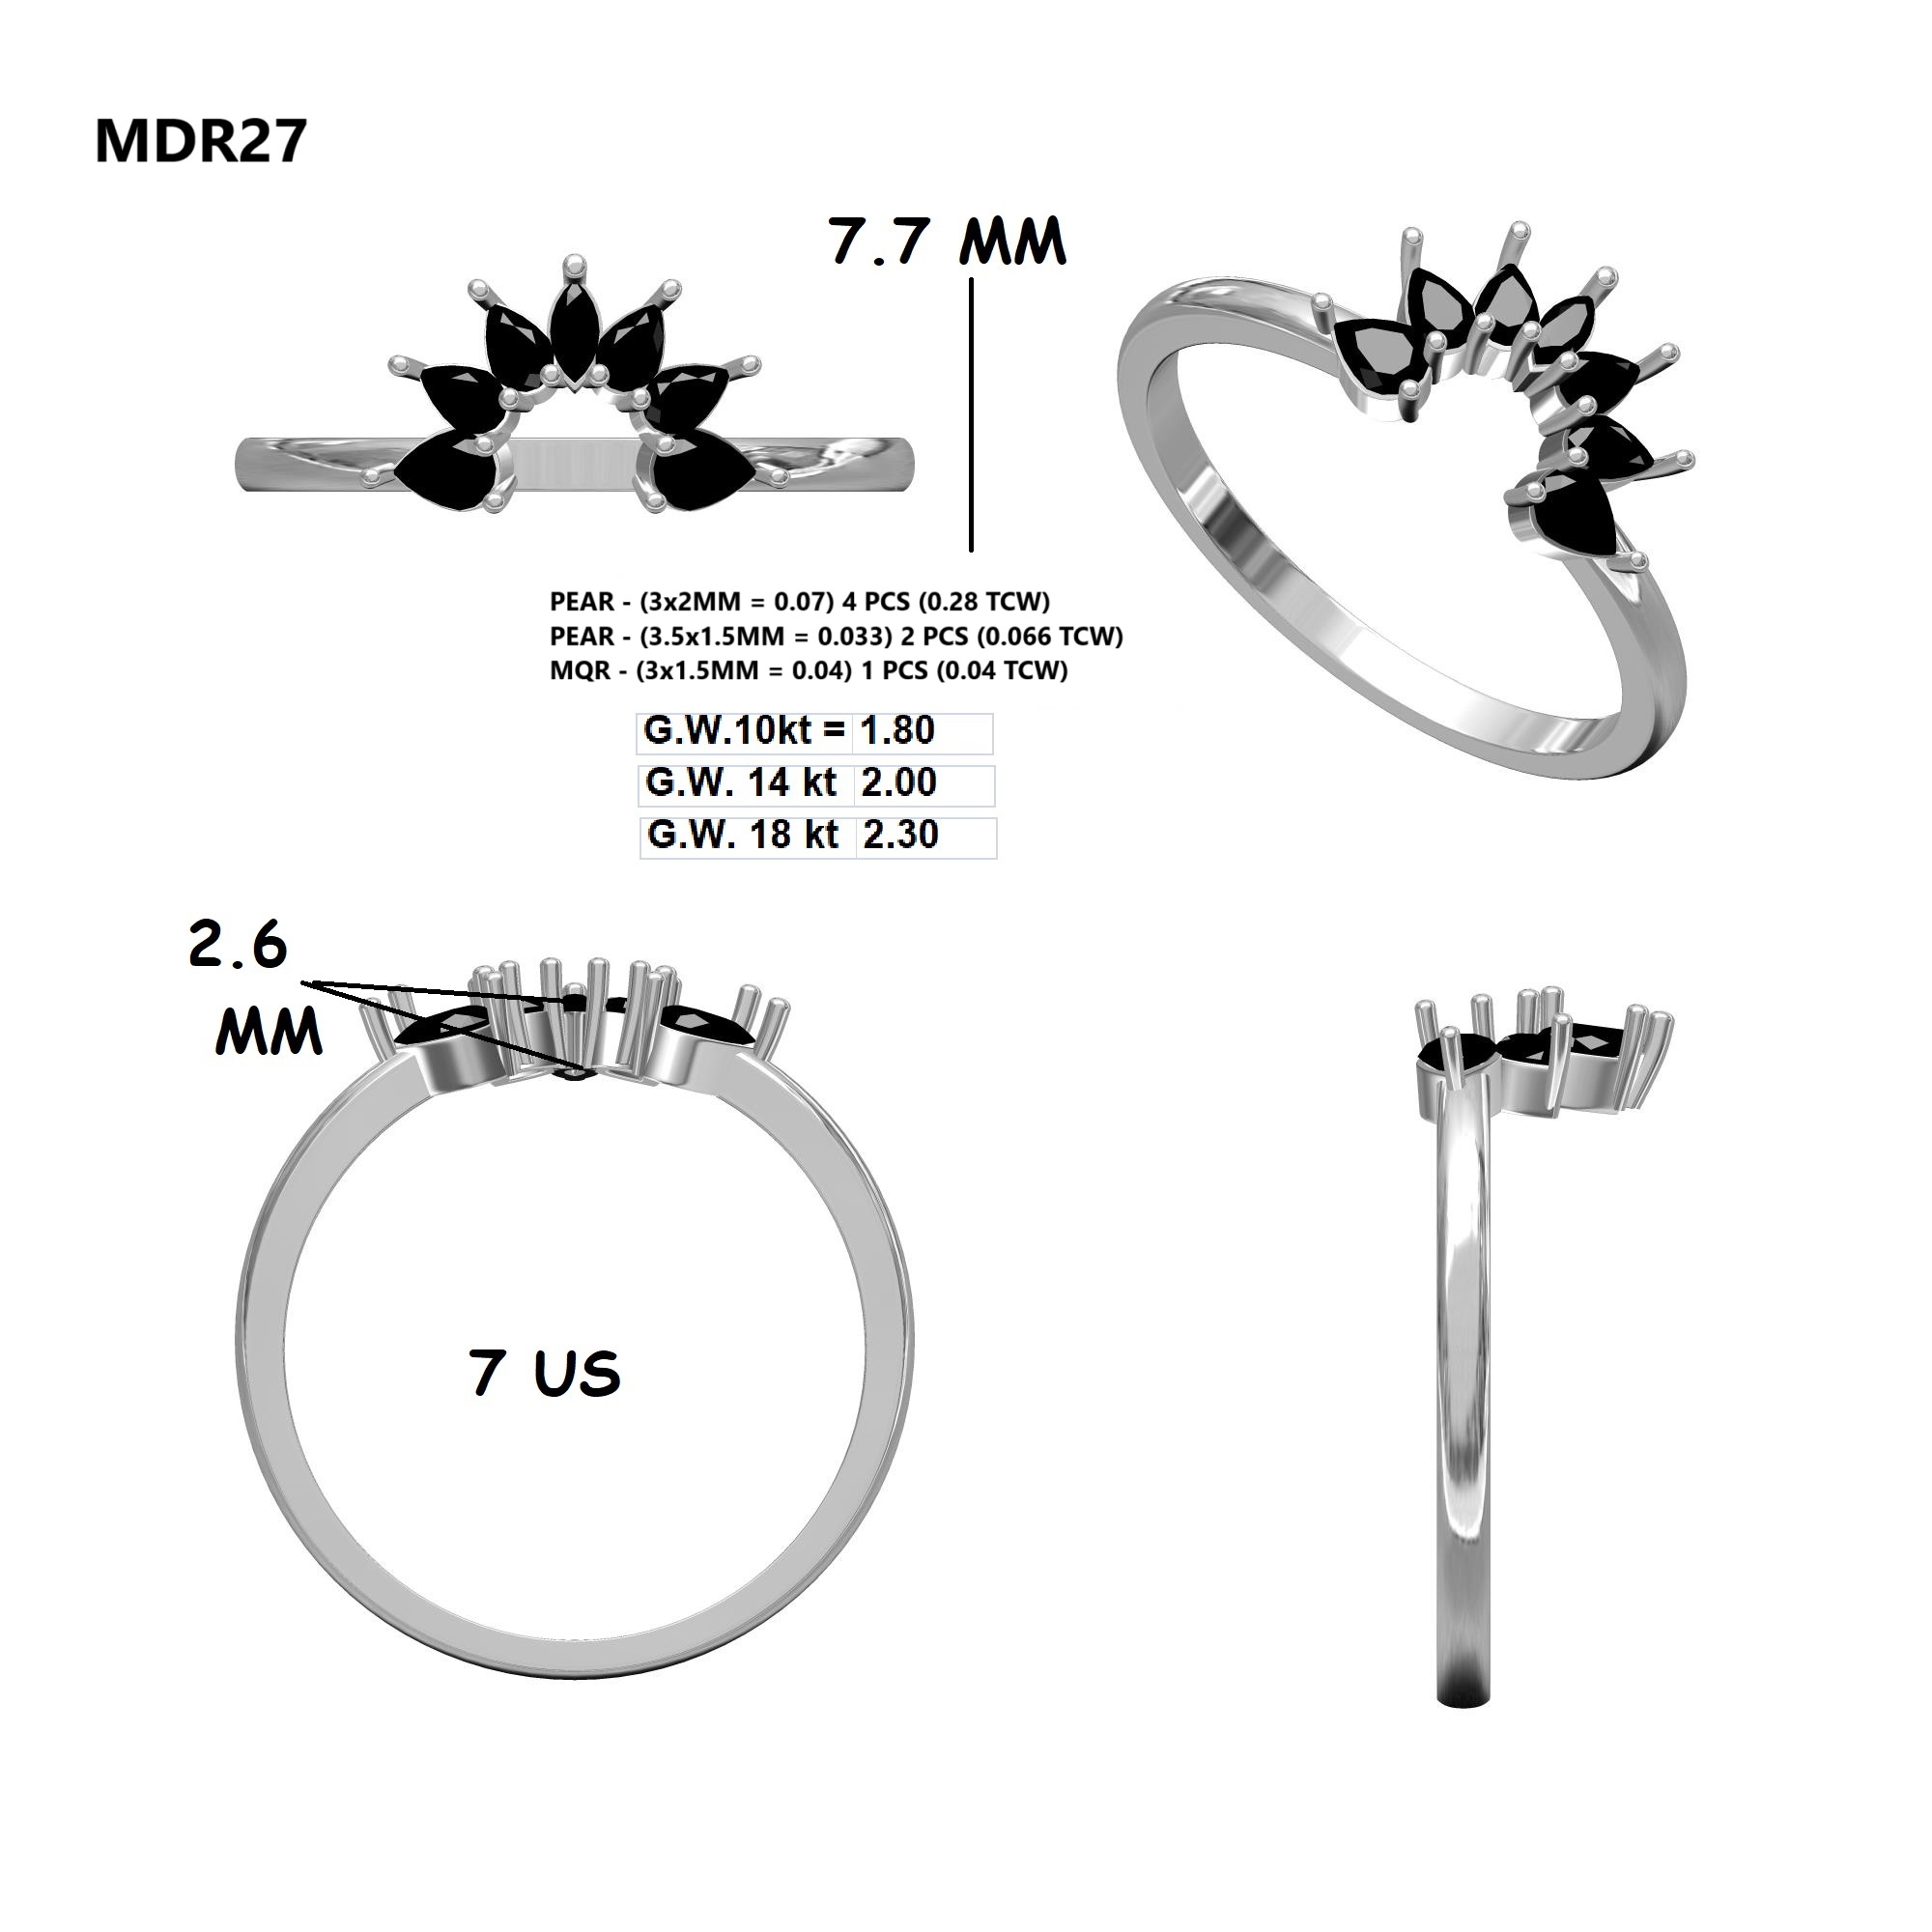 MDR27
7.7 MM
PEAR - (3x2MM = 0.07) 4 PCS (0.28 TCW)
PEAR - (3.5x1.5MM = 0.033) 2 PCS (0.066 TCW)
MQR - (3x1.5MM = 0.04) 1 PCS (0.04 TCW)
G.W.10kt = 1.80
G.W. 14 kt 2.00
G.W. 18 kt 2.30
2.6
MM
7 US